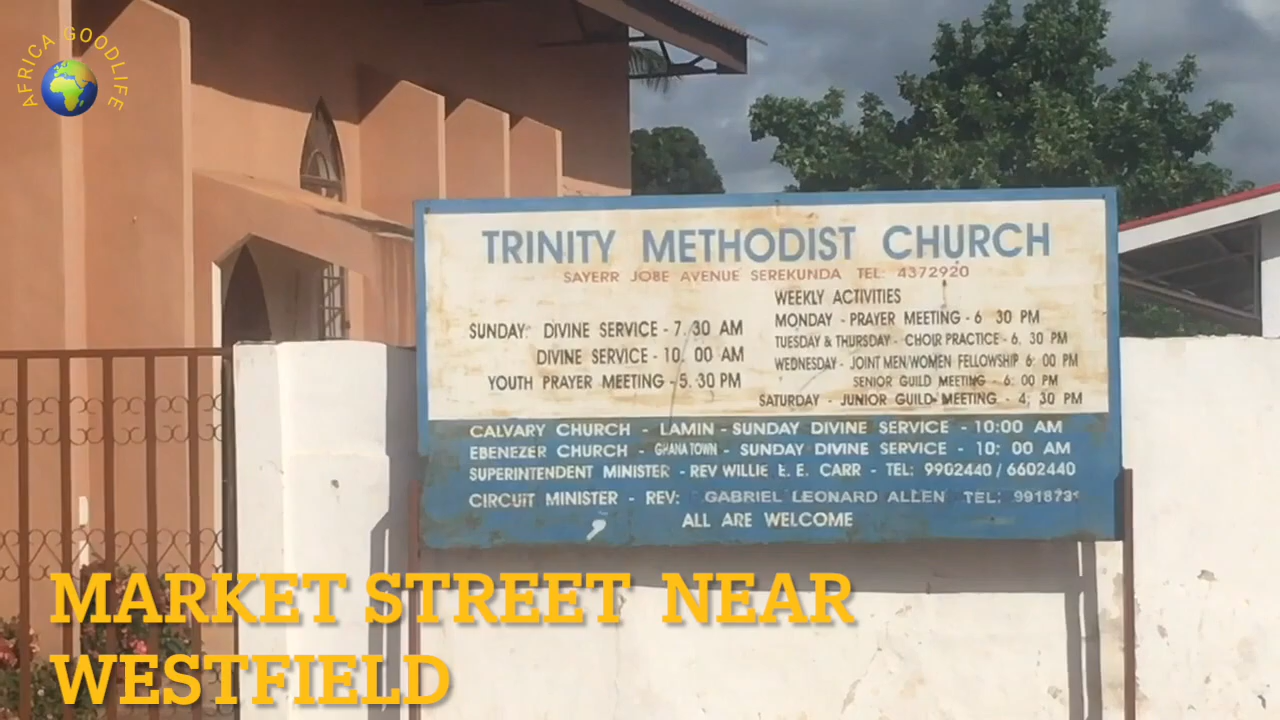 AFRICA GOODLIFE
TRINITY METHODIST CHURCH
SAYERR JOBE AVENUE SEREKUNDA TEL: 4372920
SUNDAY: DIVINE SERVICE - 7. 30 AM
DIVINE SERVICE - 10. 00 AM
YOUTH PRAYER MEETING - 5. 30 PM
WEEKLY ACTIVITIES
MONDAY - PRAYER MEETING - 6 30 PM
TUESDAY & THURSDAY - CHOIR PRACTICE - 6. 30 PM
WEDNESDAY - JOINT MEN/WOMEN FELLOWSHIP 6: 00 PM
SENIOR GUILD MEETING - 6: 00 PM
SATURDAY - JUNIOR GUILD MEETING - 4; 30 PM
CALVARY CHURCH - LAMIN - SUNDAY DIVINE SERVICE - 10:00 AM
EBENEZER CHURCH - GHANA TOWN - SUNDAY DIVINE SERVICE - 10: 00 AM
SUPERINTENDENT MINISTER - REV WILLIE E. E. CARR - TEL: 9902440 / 6602440
CIRCUIT MINISTER - REV: GABRIEL LEONARD ALLEN TEL:
ALL ARE WELCOME
MARKET STREET NEAR
WESTFIELD